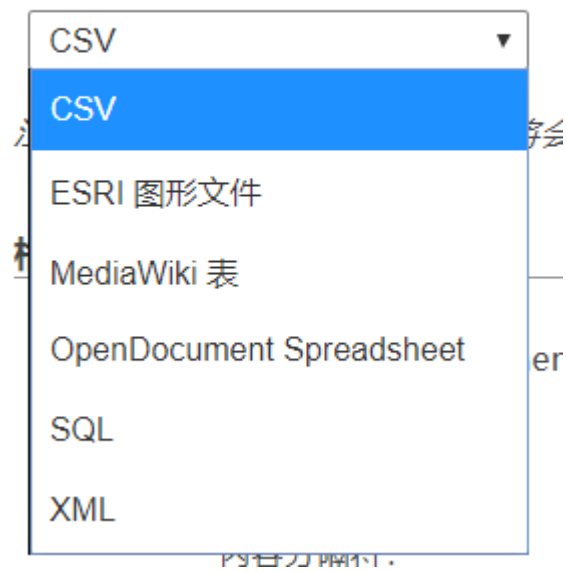 CSV
CSV
ESRI 图形文件
MediaWiki 表
OpenDocument Spreadsheet
SQL
XML